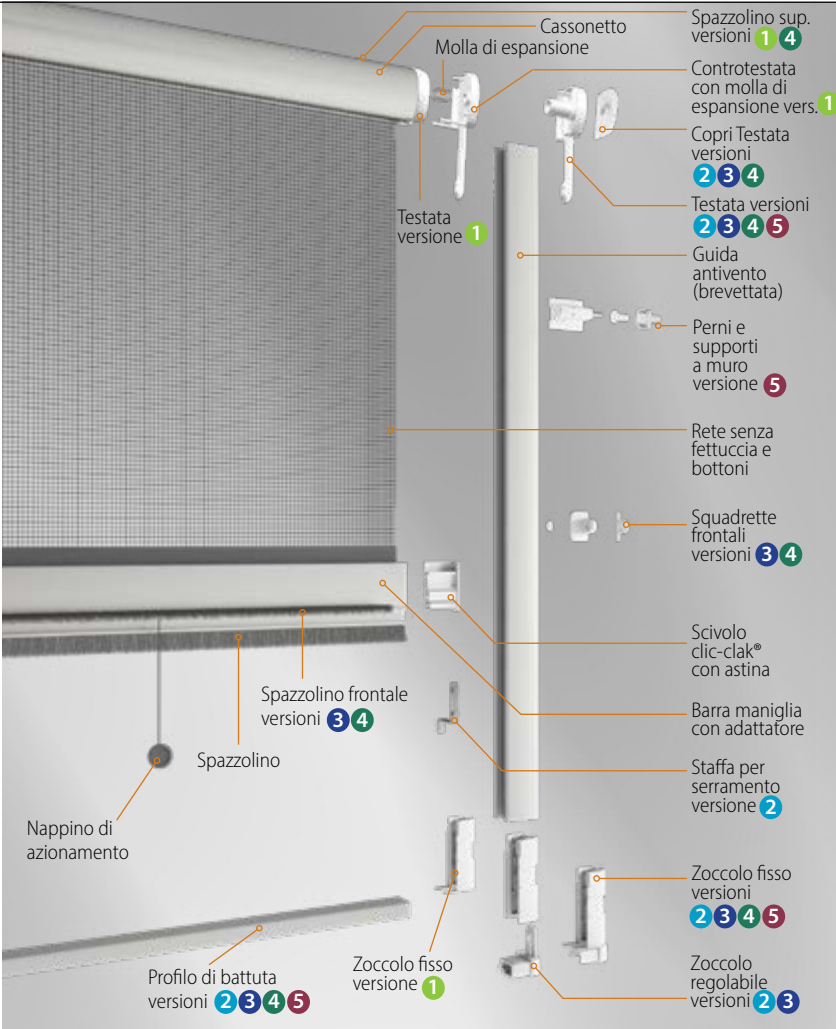 Spazzolino sup.
versioni 1 4
Cassonetto
Molla di espansione
Controtestata
con molla di
espansione vers. 1
Copri Testata
versioni
2 3 4
Testata
versione 1
Testata versioni
2 3 4 5
Guida
antivento
(brevettata)
Perni e
supporti
a muro
versione 5
Rete senza
fettuccia e
bottoni
Squadrette
frontali
versioni 3 4
Scivolo
clic-clak®
con astina
Spazzolino frontale
versioni 3 4
Barra maniglia
con adattatore
Spazzolino
Staffa per
serramento
versione 2
Nappino di
azionamento
Zoccolo fisso
versioni
2 3 4 5
Profilo di battuta
versioni 2 3 4 5
Zoccolo fisso
versione 1
Zoccolo
regolabile
versioni 2 3